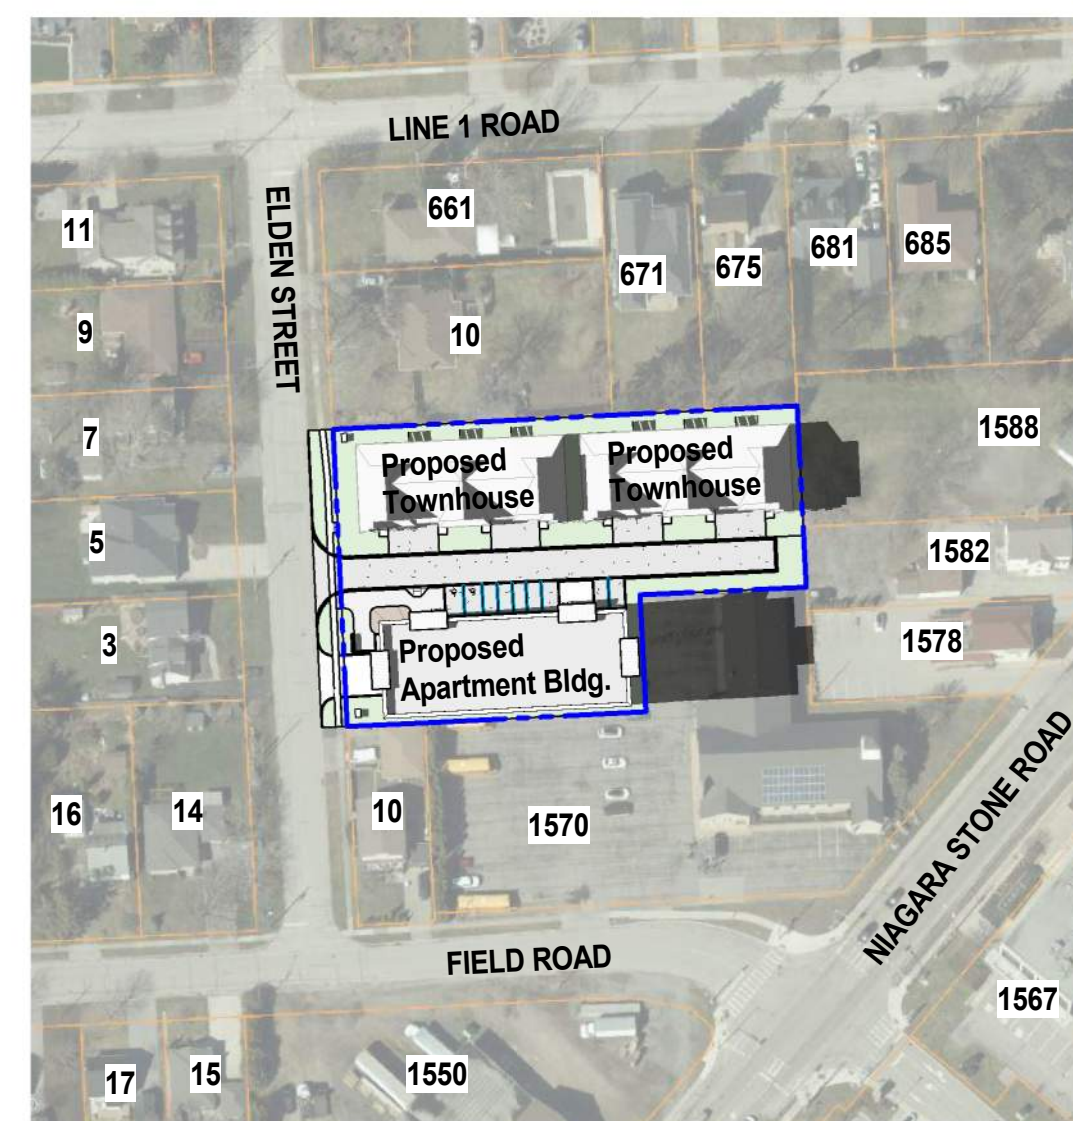 LINE 1 ROAD
ELDEN STREET
11
661
671
675
681
685
9
10
7
1588
Proposed
Townhouse
Proposed
Townhouse
5
1582
3
1578
Proposed
Apartment Bldg.
16
14
10
1570
NIAGARA STONE ROAD
FIELD ROAD
1567
17
15
1550